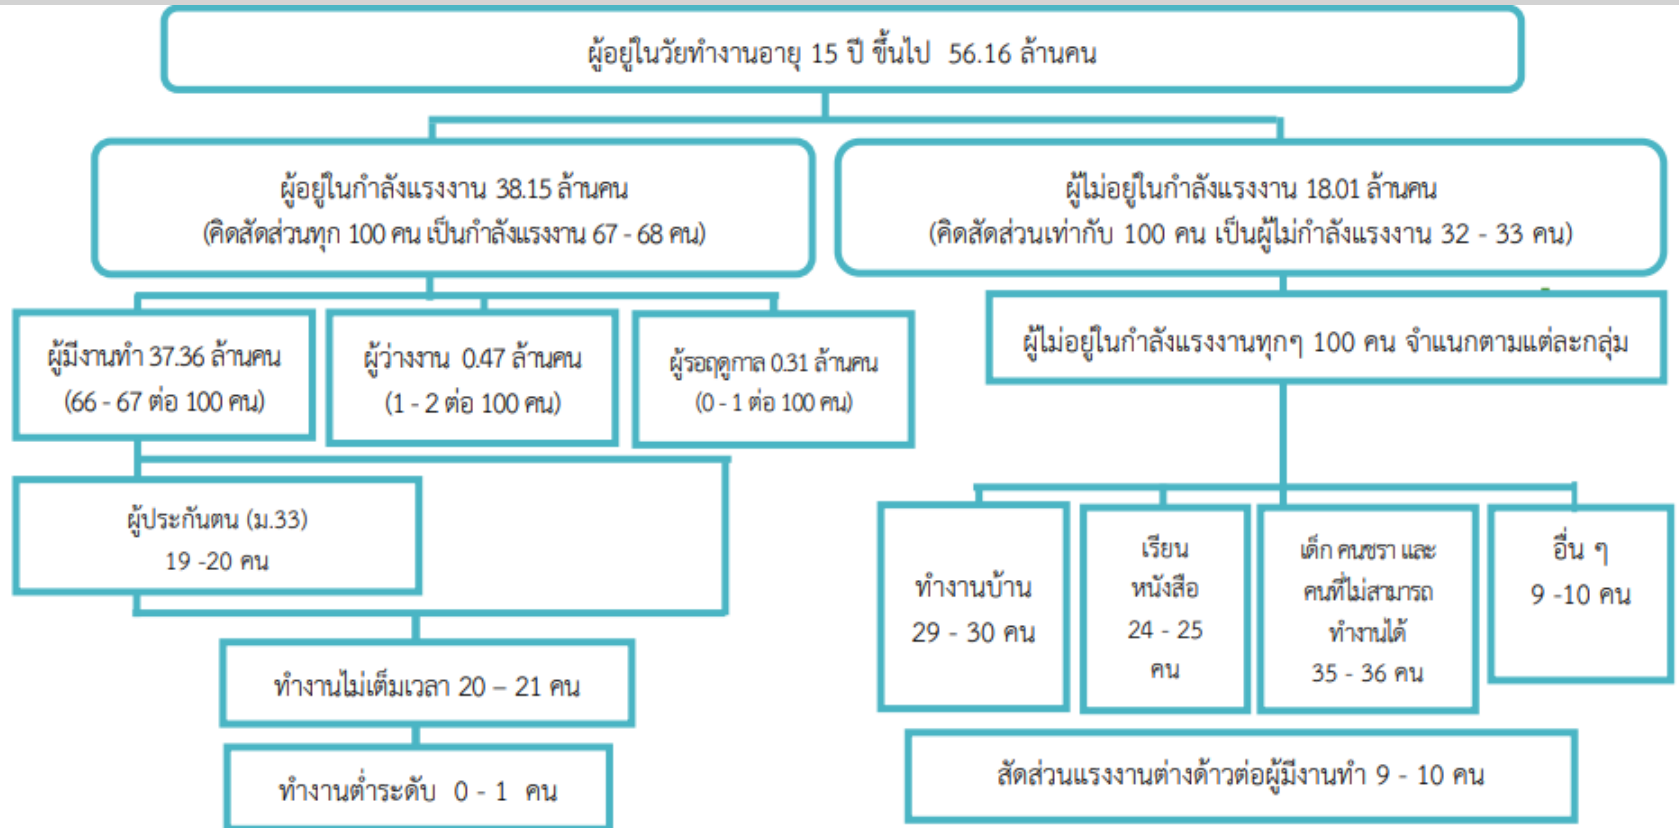 ผู้อยู่ในวัยทำงานอายุ 15 ปี ขึ้นไป 56.16 ล้านคน
ผู้อยู่ในกำลังแรงงาน 38.15 ล้านคน
(คิดสัดส่วนทุก 100 คน เป็นกำลังแรงงาน 67 - 68 คน)
ผู้ไม่อยู่ในกำลังแรงงาน 18.01 ล้านคน
(คิดสัดส่วนเท่ากับ 100 คน เป็นผู้ไม่กำลังแรงงาน 32 - 33 คน)
ผู้มีงานทำ 37.36 ล้านคน
(66 - 67 ต่อ 100 คน)
ผู้ว่างงาน 0.47 ล้านคน
(1 - 2 ต่อ 100 คน)
ผู้รอฤดูกาล 0.31 ล้านคน
(0 - 1 ต่อ 100 คน)
ผู้ไม่อยู่ในกำลังแรงงานทุกๆ 100 คน จำแนกตามแต่ละกลุ่ม
ผู้ประกันตน (ม.33)
19 -20 คน
ทำงานไม่เต็มเวลา 20 – 21 คน
ทำงานต่ำระดับ 0 - 1 คน
ทำงานบ้าน
29 - 30 คน
เรียน
หนังสือ
24 - 25
คน
เด็ก คนชรา และ
คนที่ไม่สามารถ
ทำงานได้
35 - 36 คน
อื่น ๆ
9 -10 คน
สัดส่วนแรงงานต่างด้าวต่อผู้มีงานทำ 9 - 10 คน